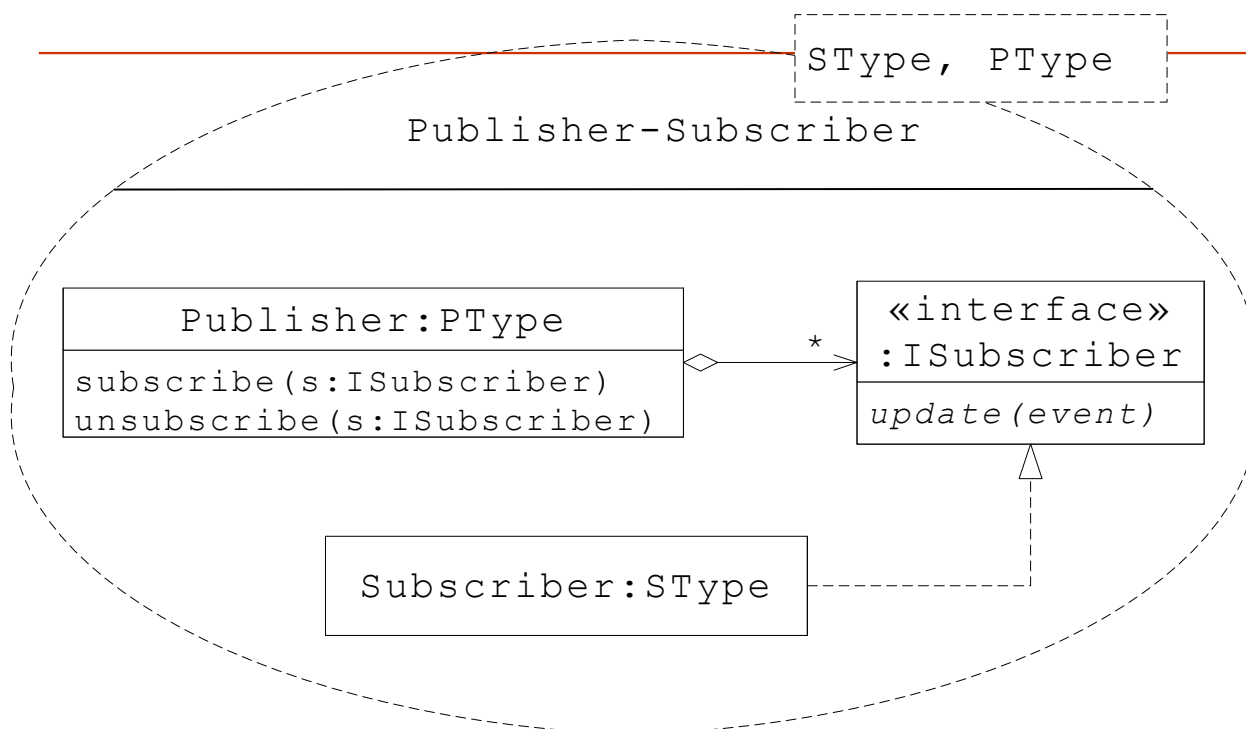 SType, PType
Publisher-Subscriber
Publisher:PType
subscribe(s:ISubscriber)
unsubscribe(s:ISubscriber)
*
«interface»
:ISubscriber
update(event)
Subscriber:SType